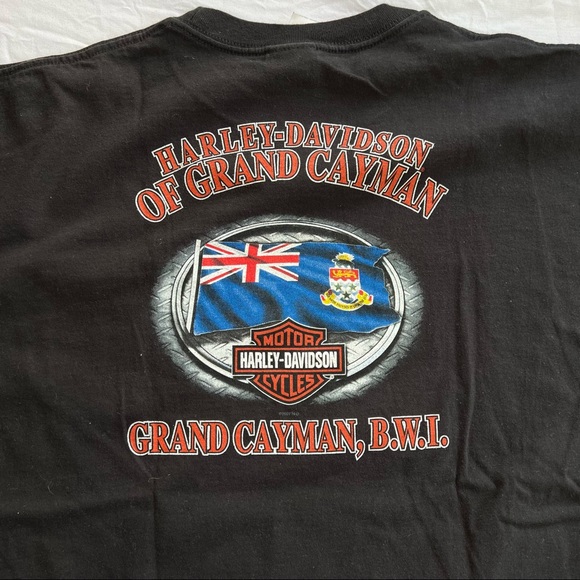 HARLEY-DAVIDSON
OF GRAND CAYMAN
MOTOR
HARLEY-DAVIDSON
CYCLES
GRAND CAYMAN, B.W.I.